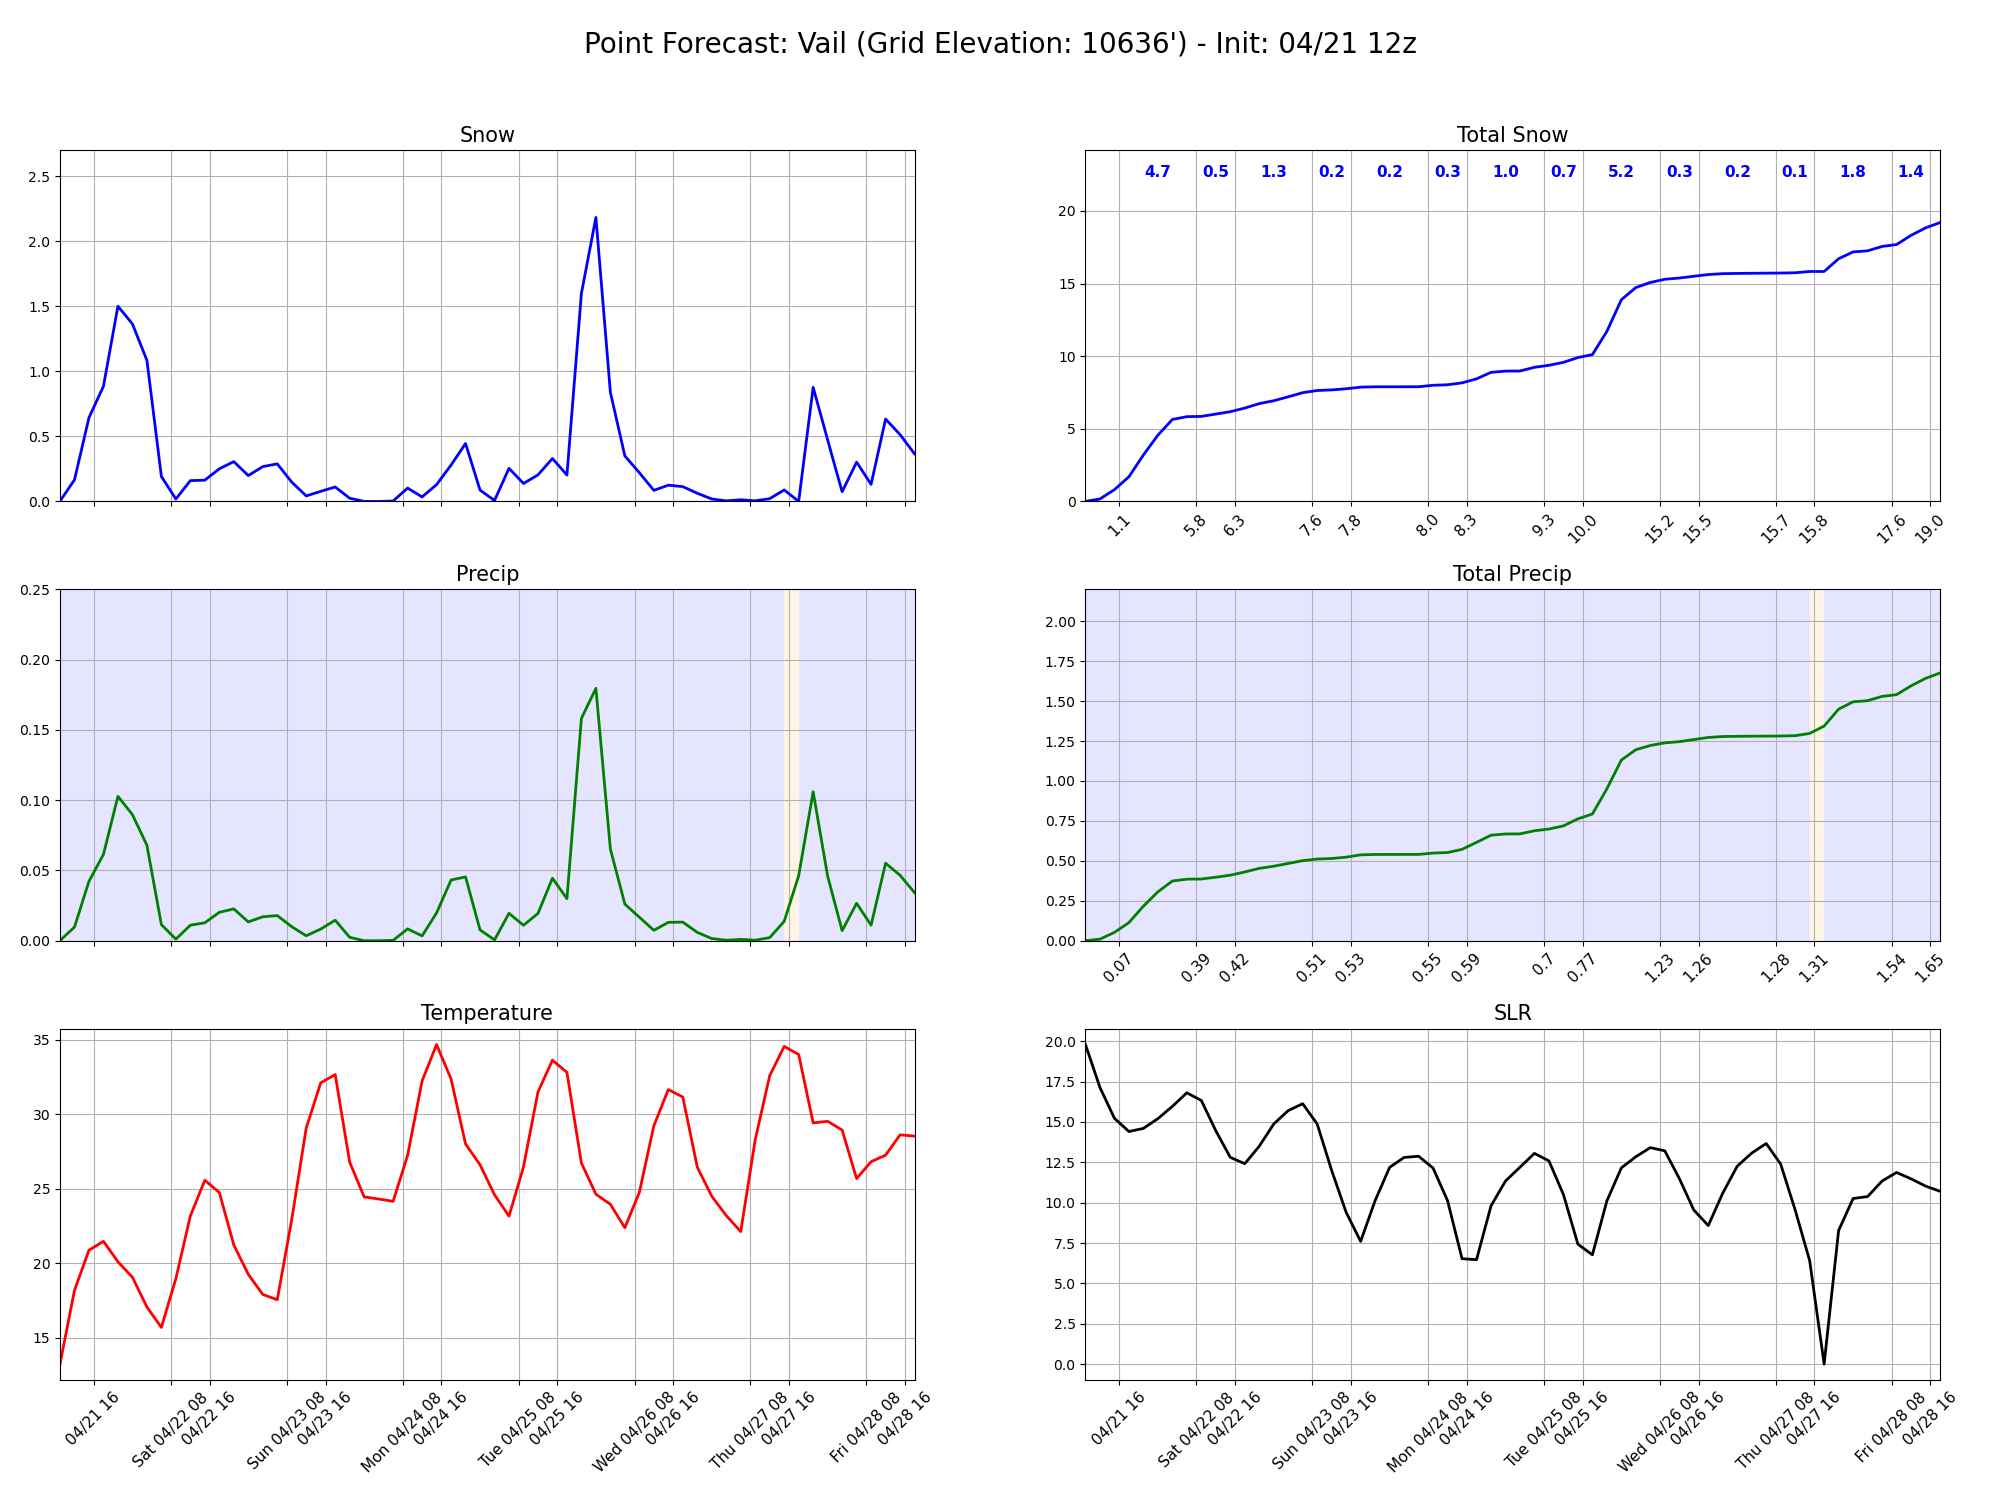 Point Forecast: Vail (Grid Elevation: 10636') - Init: 04/21 12z
Snow
2.5
2.0
1.5
1.0
0.5
0.0
Total Snow
4.7 0.5 1.3 0.2 0.2 0.3 1.0 0.7 5.2 0.3 0.2 0.1 1.8 1.4
20
15
10
5
0
1.1 5.8 6.3 7.6 7.8 8.0 8.3 9.3 10.0 15.2 15.5 15.7 15.8 17.6 19.0
Precip
0.25
0.20
0.15
0.10
0.05
0.00
Total Precip
2.00
1.75
1.50
1.25
1.00
0.75
0.50
0.25
0.00
0.07 0.39 0.42 0.51 0.53 0.55 0.59 0.7 0.77 1.23 1.26 1.28 1.31 1.54 1.65
Temperature
35
30
25
20
15
04/21 16
Sat 04/22 08
04/22 16
Sun 04/23 08
04/23 16
Mon 04/24 08
04/24 16
Tue 04/25 08
04/25 16
Wed 04/26 08
04/26 16
Thu 04/27 08
04/27 16
Fri 04/28 08
04/28 16
SLR
20.0
17.5
15.0
12.5
10.0
7.5
5.0
2.5
0.0
04/21 16
Sat 04/22 08
04/22 16
Sun 04/23 08
04/23 16
Mon 04/24 08
04/24 16
Tue 04/25 08
04/25 16
Wed 04/26 08
04/26 16
Thu 04/27 08
04/27 16
Fri 04/28 08
04/28 16